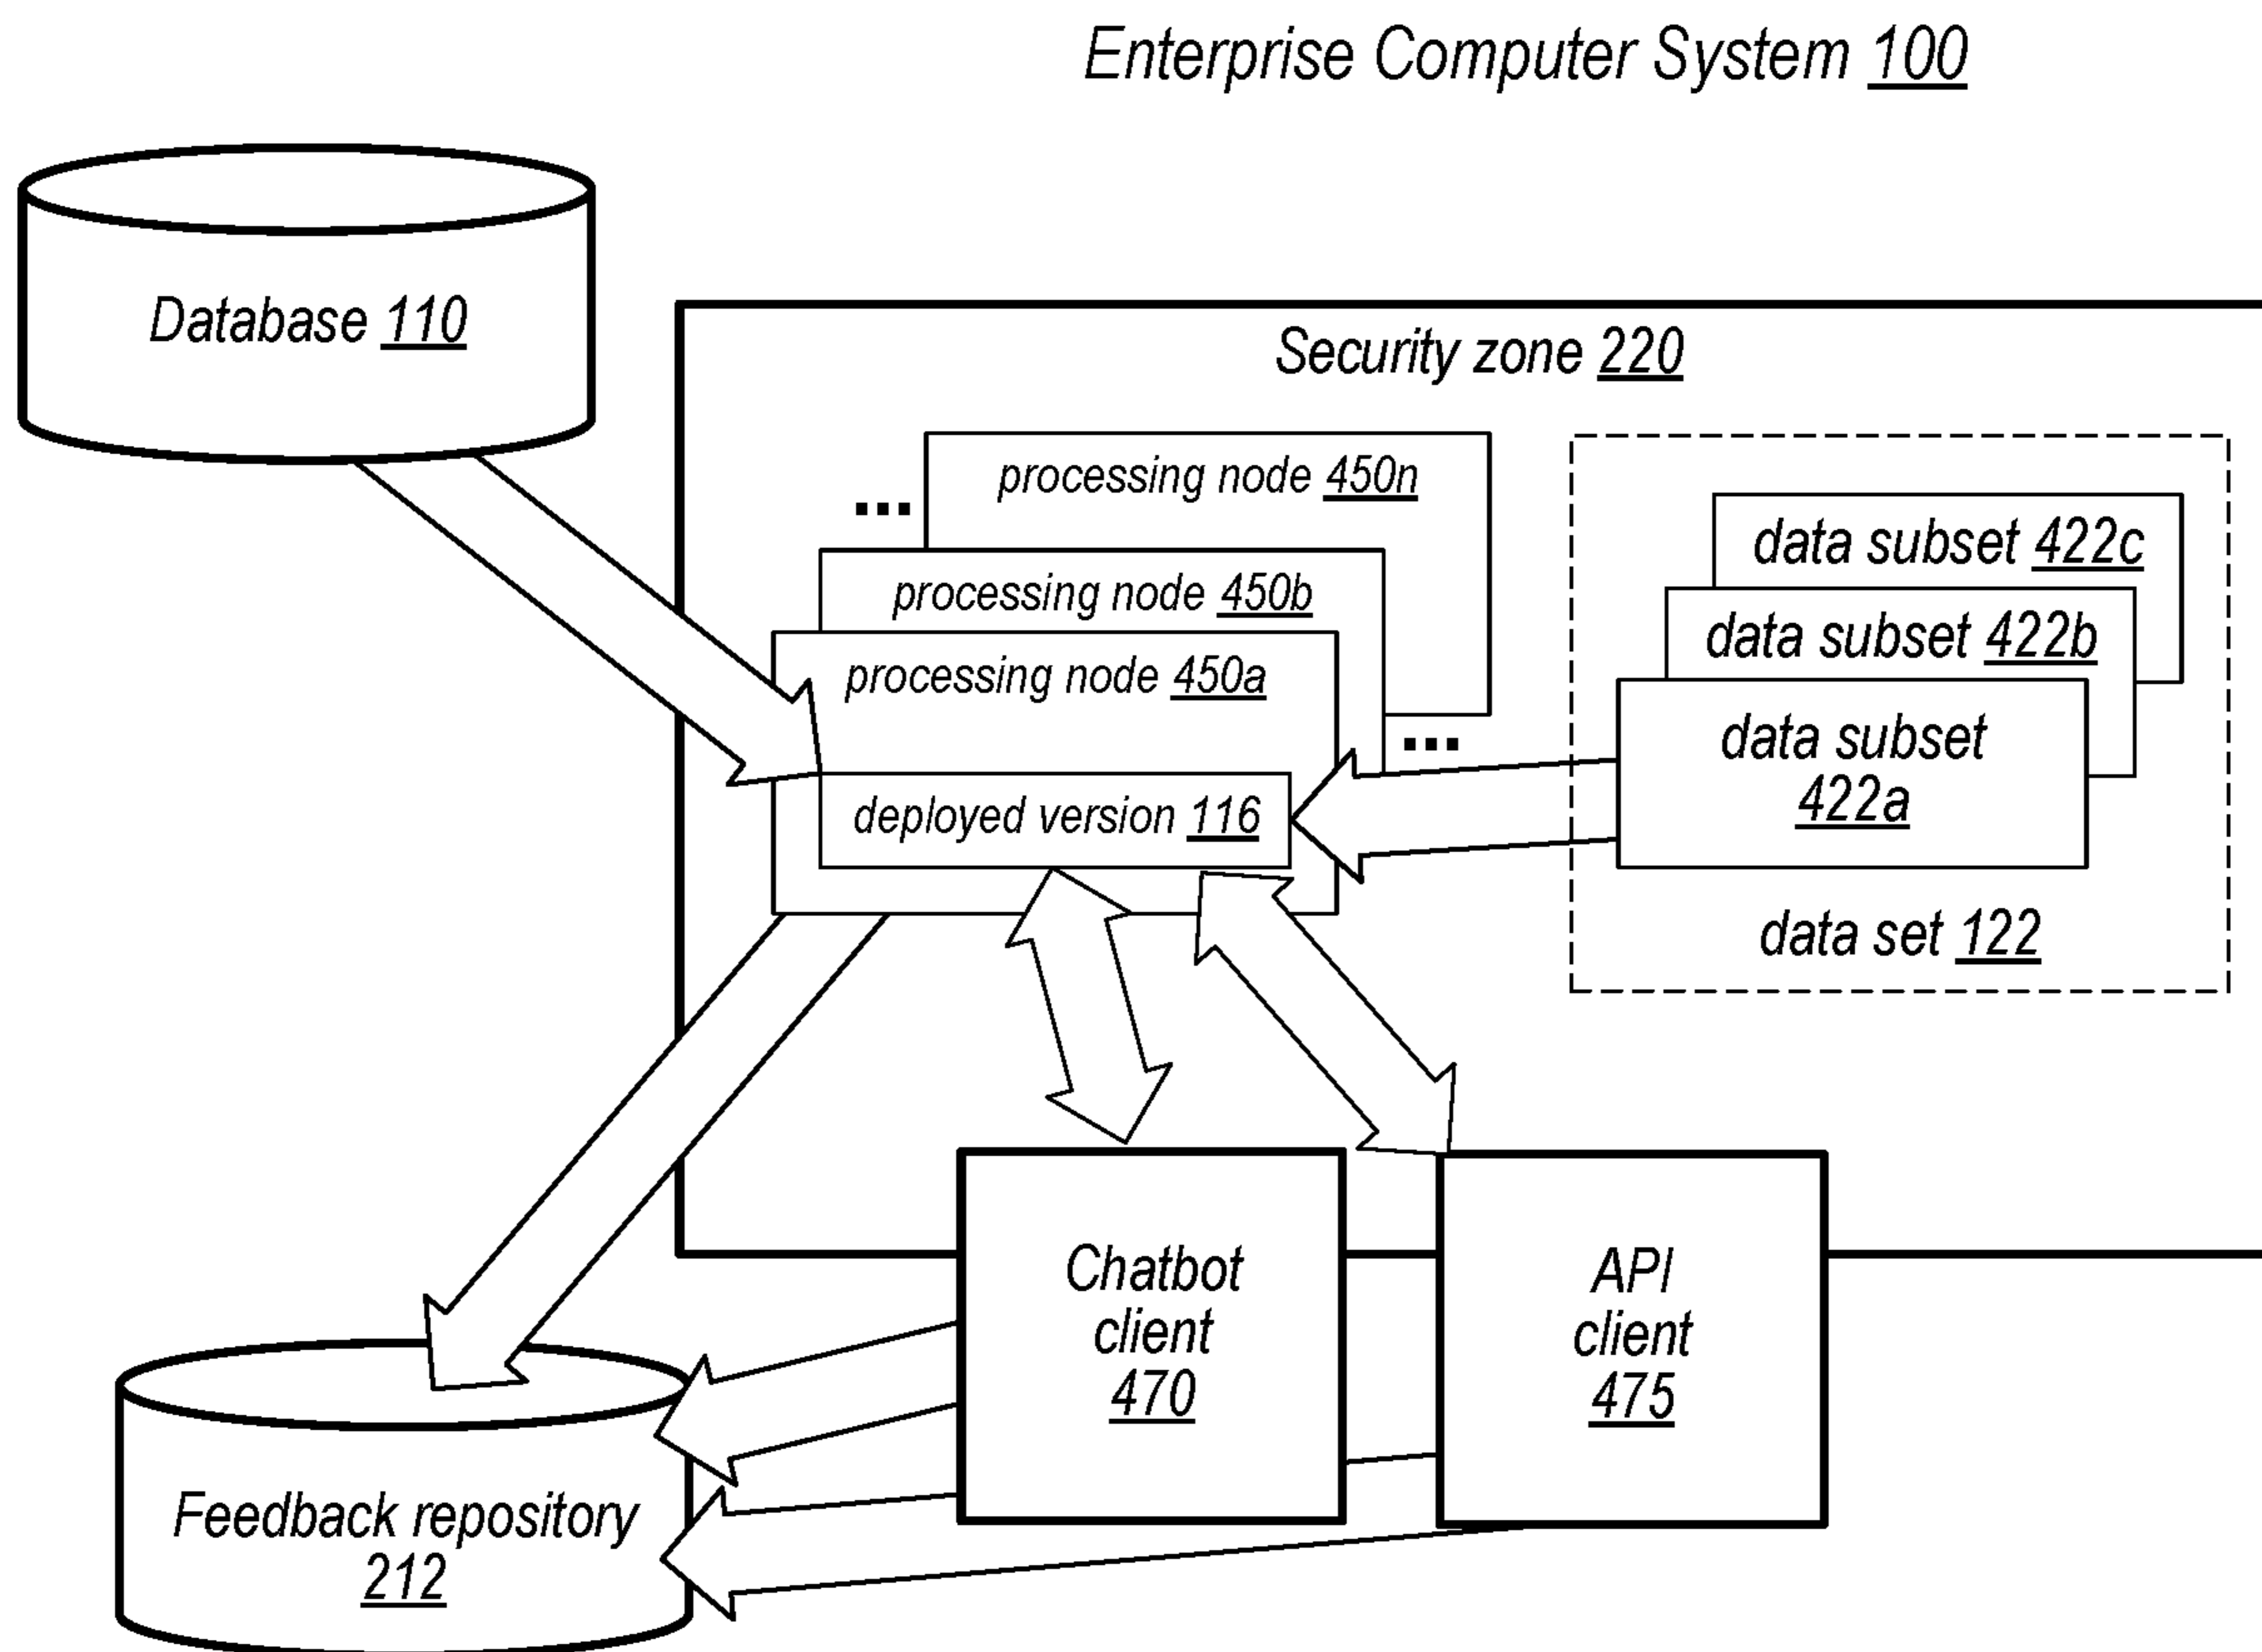 Enterprise Computer System 100
Database 110
Security zone 220
processing node 450n
...
processing node 450b
processing node 450a
...
deployed version 116
data subset 422c
data subset 422b
data subset
422a
data set 122
Chatbot
client
470
API
client
475
Feedback repository
212